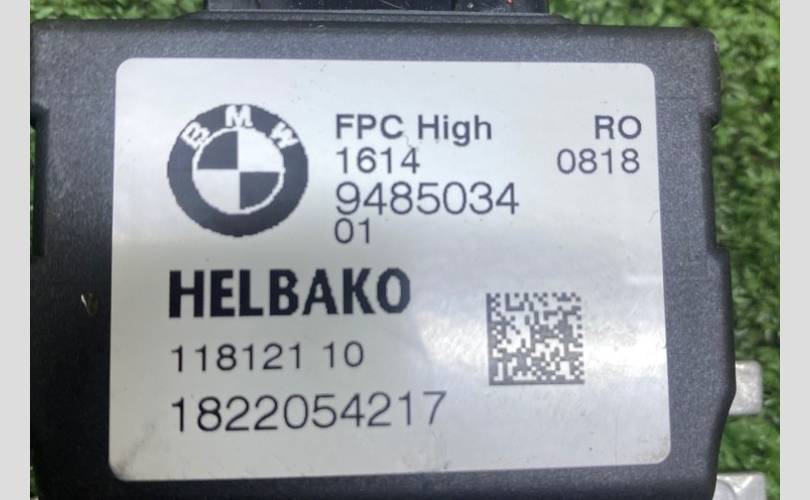 BMW
FPC High RO
1614 0818
9485034
01
HELBAKO
118121 10
1822054217